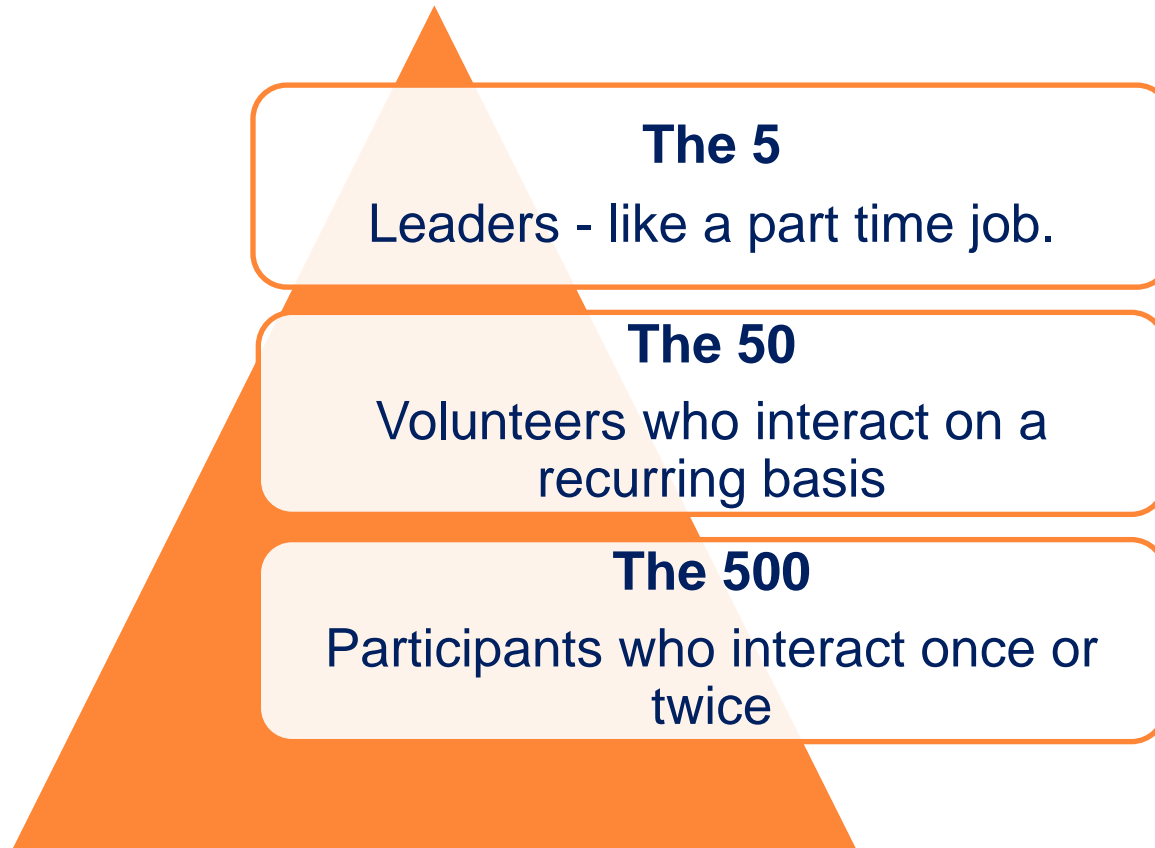 The 5
Leaders - like a part time job.
The 50
Volunteers who interact on a
recurring basis
The 500
Participants who interact once or
twice